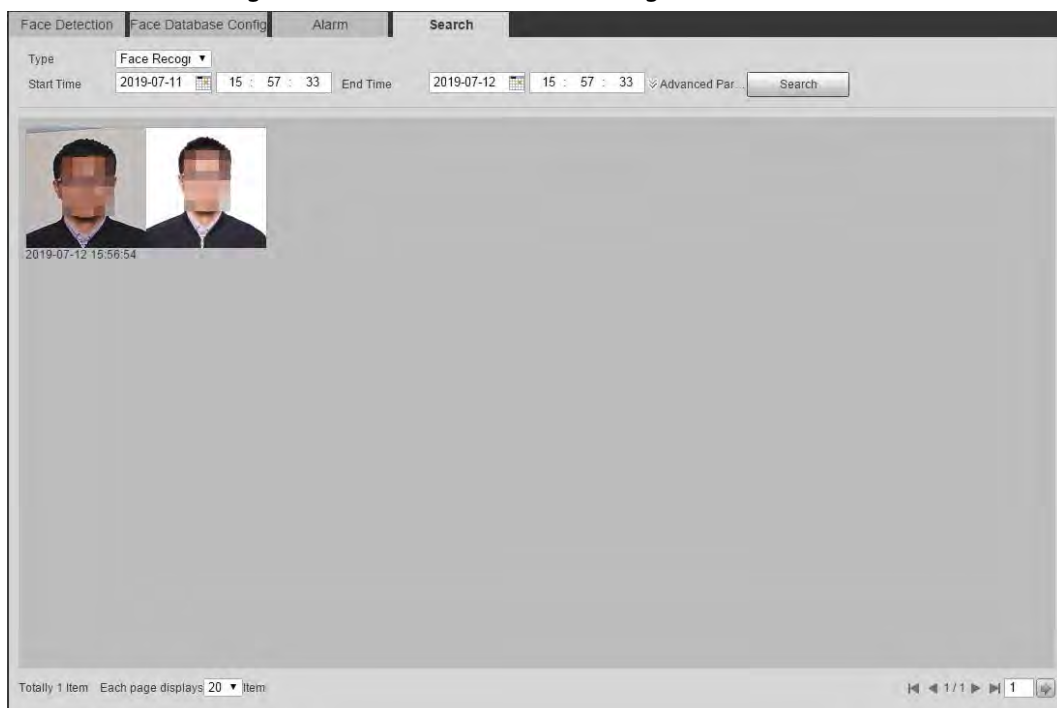 Face Detection Face Database Config Alarm Search
Type Face Recogn ▼
Start Time 2019-07-11 15 : 57 : 33 End Time 2019-07-12 15 : 57 : 33 Advanced Par... Search
2019-07-12 15:56:54
Totally 1 Item Each page displays 20 ▼ Item 1 / 1 1